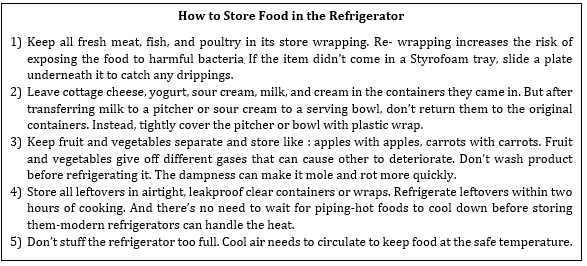 How to Store Food in the Refrigerator
1) Keep all fresh meat, fish, and poultry in its store wrapping. Re- wrapping increases the risk of
exposing the food to harmful bacteria. If the item didn't come in a Styrofoam tray, slide a plate
underneath it to catch any drippings.
2) Leave cottage cheese, yogurt, sour cream, milk, and cream in the containers they came in. But after
transferring milk to a pitcher or sour cream to a serving bowl, don't return them to the original
containers. Instead, tightly cover the pitcher or bowl with plastic wrap.
3) Keep fruit and vegetables separate and store like : apples with apples, carrots with carrots. Fruit
and vegetables give off different gases that can cause other to deteriorate. Don't wash product
before refrigerating it. The dampness can make it mole and rot more quickly.
4) Store all leftovers in airtight, leakproof clear containers or wraps. Refrigerate leftovers within two
hours of cooking. And there's no need to wait for piping-hot foods to cool down before storing
them-modern refrigerators can handle the heat.
5) Don't stuff the refrigerator too full. Cool air needs to circulate to keep food at the safe temperature.